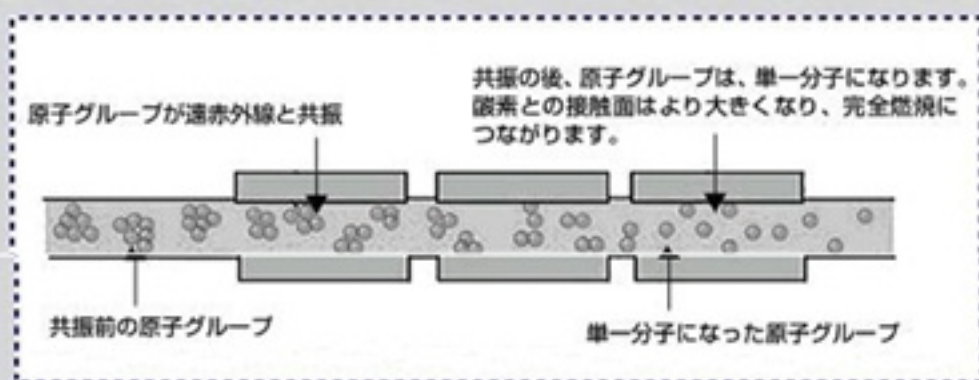 共振の後、原子グループは、単一分子になります。
酸素との接触面はより大きくなり、完全燃焼に
つながります。
原子グループが遠赤外線と共振
共振前の原子グループ
単一分子になった原子グループ